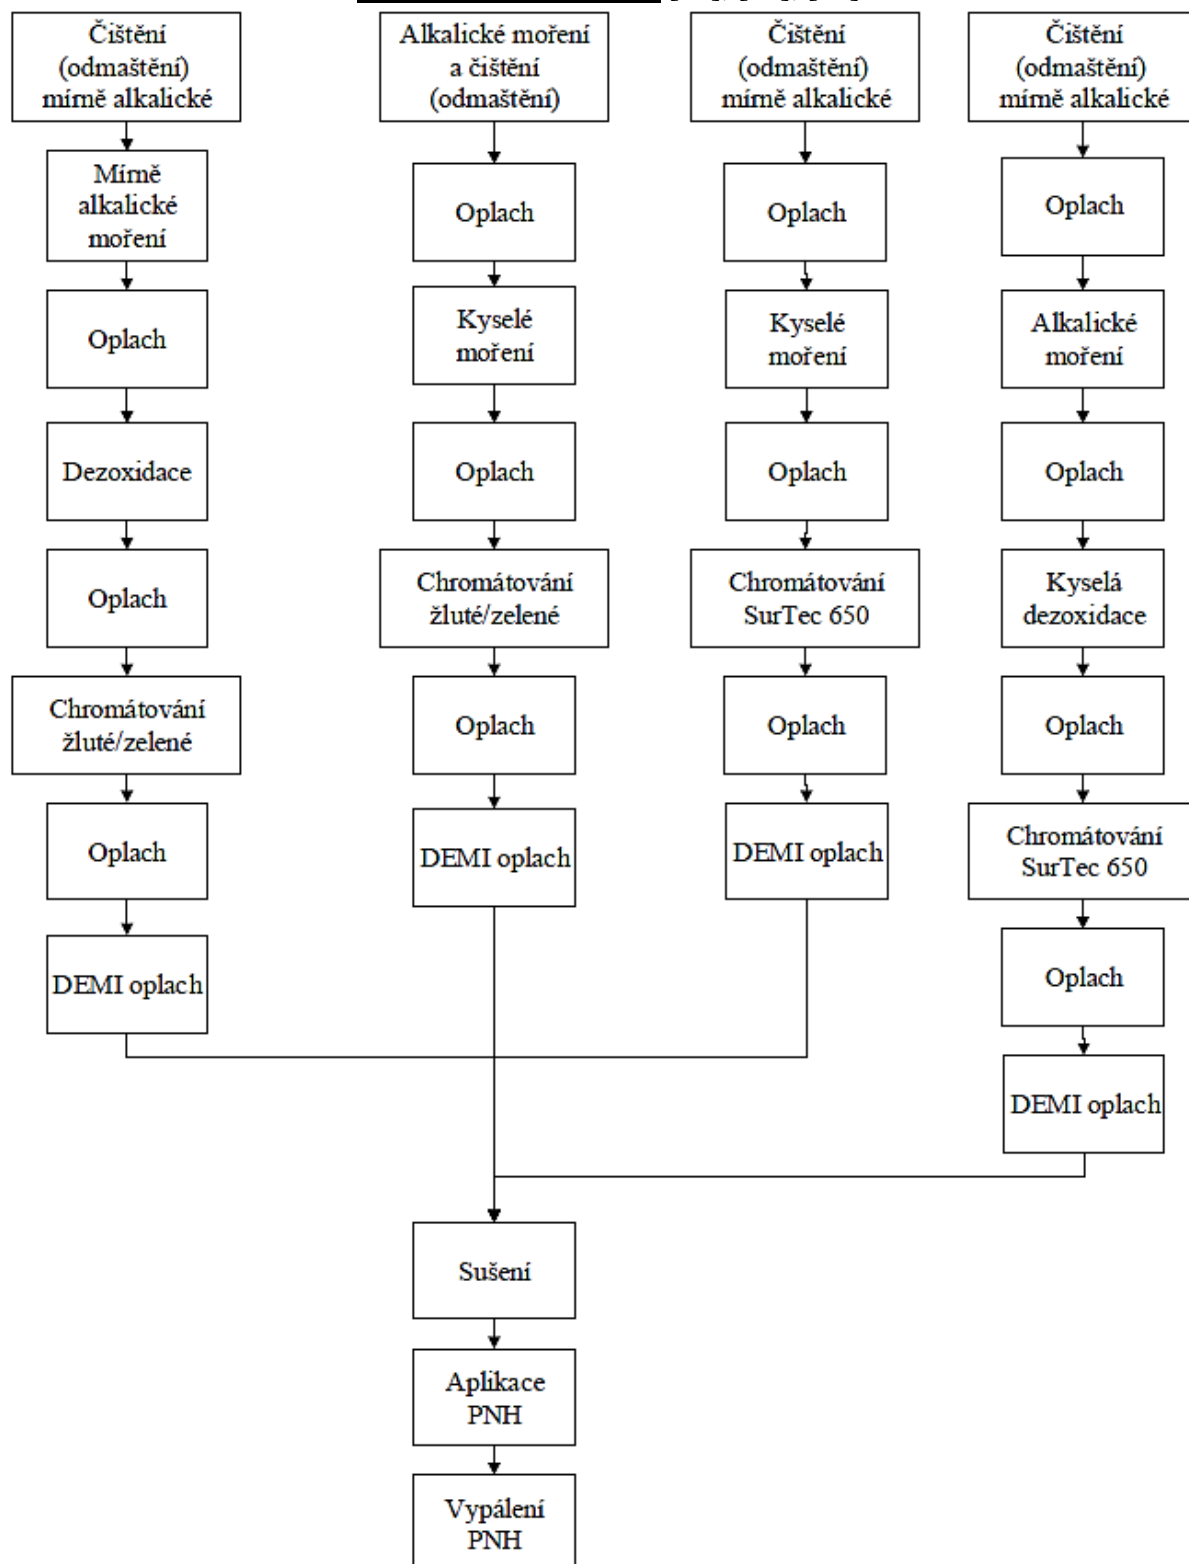 Čištění
(odmaštění)
mírně alkalické
Mírně
alkalické
moření
Oplach
Dezoxidace
Oplach
Chromátování
žluté/zelené
Oplach
DEMI oplach
Alkalické moření
a čištění
(odmaštění)
Oplach
Kyselé
moření
Oplach
Chromátování
žluté/zelené
Oplach
DEMI oplach
Čištění
(odmaštění)
mírně alkalické
Oplach
Kyselé
moření
Oplach
Chromátování
SurTec 650
Oplach
DEMI oplach
Čištění
(odmaštění)
mírně alkalické
Oplach
Alkalické
moření
Oplach
Kyselá
dezoxidace
Oplach
Chromátování
SurTec 650
Oplach
DEMI oplach
Sušení
Aplikace
PNH
Vypálení
PNH